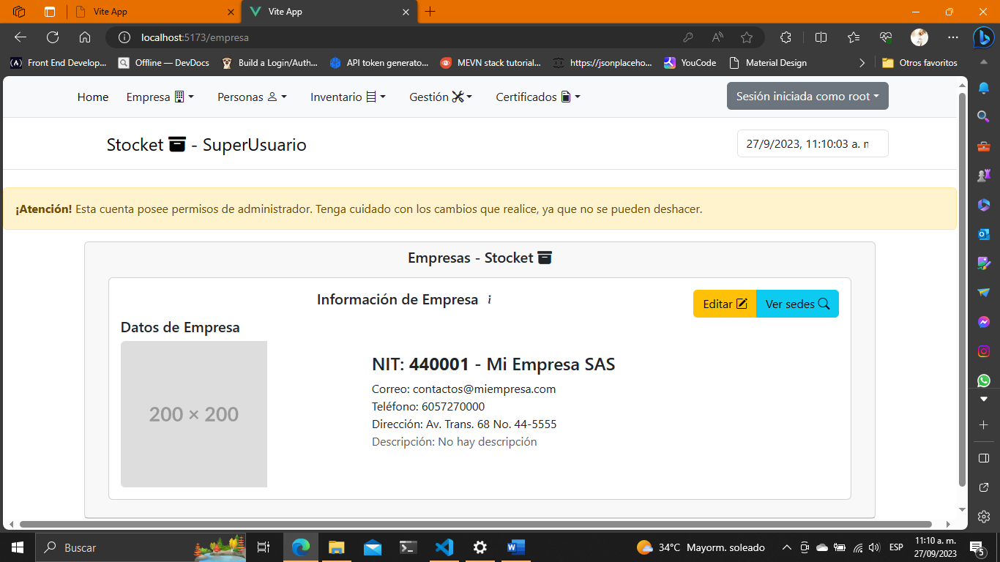 Vite App
Vite App
localhost:5173/empresa
Front End Develop...
Offline — DevDocs
Build a Login/Auth...
API token generato...
MEVN stack tutorial...
https://jsonplaceho...
YouCode
Material Design
Otros favoritos
Home
Empresa
Personas
Inventario
Gestión
Certificados
Sesión iniciada como root
Stocket - SuperUsuario
27/9/2023, 11:10:03 a. m
¡Atención! Esta cuenta posee permisos de administrador. Tenga cuidado con los cambios que realice, ya que no se pueden deshacer.
Empresas - Stocket
Información de Empresa i
Editar
Ver sedes
Datos de Empresa
200 × 200
NIT: 440001 - Mi Empresa SAS
Correo: contactos@miempresa.com
Teléfono: 6057270000
Dirección: Av. Trans. 68 No. 44-5555
Descripción: No hay descripción
Buscar
34°C Mayorm. soleado
ESP
11:10 a. m.
27/09/2023
5